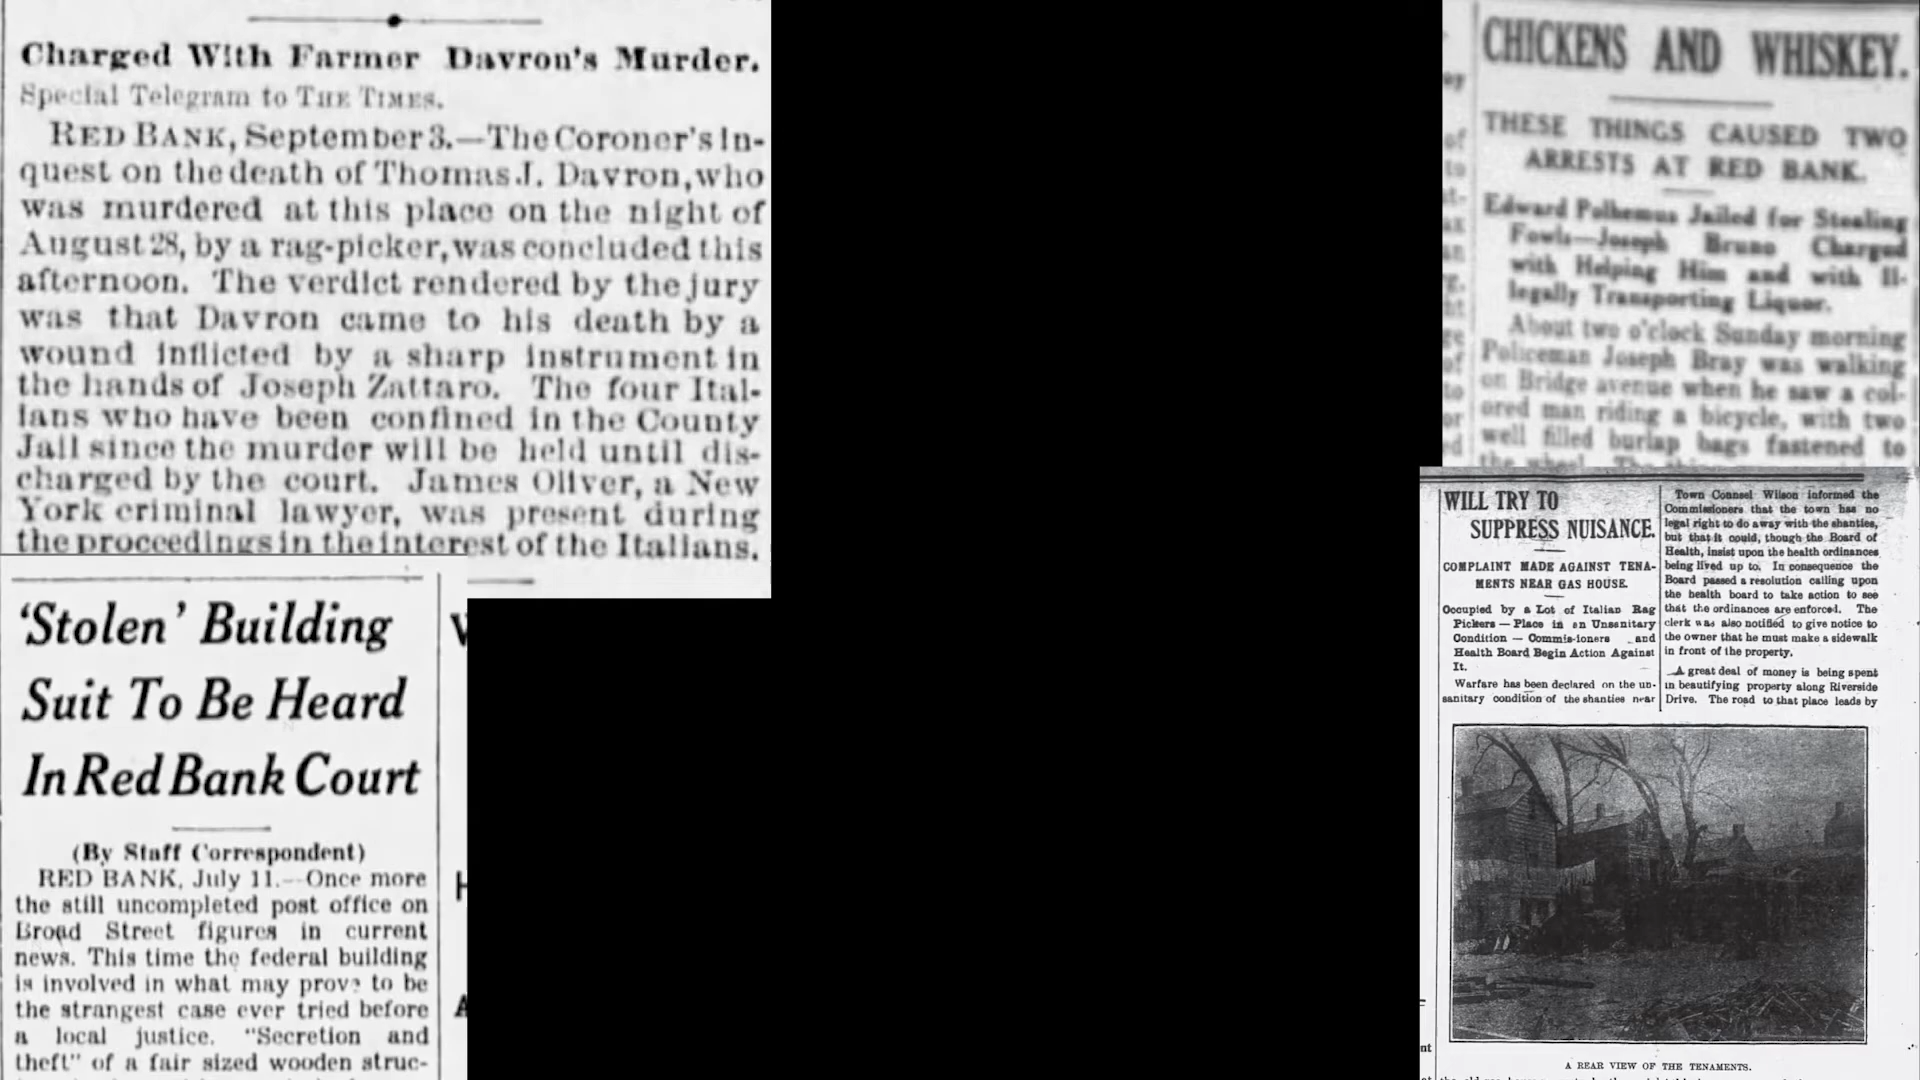 Charged With Farmer Davron's Murder.
Special Telegram to THE TIMES.
RED BANK, September 3.—The Coroner's in-
quest on the death of Thomas J. Davron, who
was murdered at this place on the night of
August 28, by a rag-picker, was concluded this
afternoon. The verdict rendered by the jury
was that Davron came to his death by a
wound inflicted by a sharp instrument in
the hands of Joseph Zattaro. The four Ital-
ians who have been confined in the County
Jail since the murder will be held until dis-
charged by the court. James Oliver, a New
York criminal lawyer, was present during
the proceedings in the interest of the Italians.
'Stolen' Building
Suit To Be Heard
In Red Bank Court
(By Staff Correspondent)
RED BANK, July 11.—Once more
the still uncompleted post office on
Broad Street figures in current
news. This time the federal building
is involved in what may prove to be
the strangest case ever tried before
a local justice. "Secretion and
theft" of a fair sized wooden struc-
CHICKENS AND WHISKEY.
THESE THINGS CAUSED TWO
ARRESTS AT RED BANK.
Edward Polhemus Jailed for Stealing
Fowls—Joseph Bruno Charged
with Helping Him and with Il-
legally Transporting Liquor.
About two o'clock Sunday morning
Policeman Joseph Bray was walking
on Bridge avenue when he saw a col-
ored man riding a bicycle, with two
well filled burlap bags fastened to
the wheel.
WILL TRY TO
SUPPRESS NUISANCE.
COMPLAINT MADE AGAINST TENA-
MENTS NEAR GAS HOUSE.
Occupied by a Lot of Italian Rag
Pickers — Place in an Unsanitary
Condition — Commis-ioners and
Health Board Begin Action Against
It.
Warfare has been declared on the un-
sanitary condition of the shanties near
Town Counsel Wilson informed the
Commissioners that the town has no
legal right to do away with the shanties,
but that it could, though the Board of
Health, insist upon the health ordinances
being lived up to. In consequence the
Board passed a resolution calling upon
the health board to take action to see
that the ordinances are enforced. The
clerk was also notified to give notice to
the owner that he must make a sidewalk
in front of the property.
A great deal of money is being spent
in beautifying property along Riverside
Drive. The road to that place leads by
A REAR VIEW OF THE TENAMENTS.